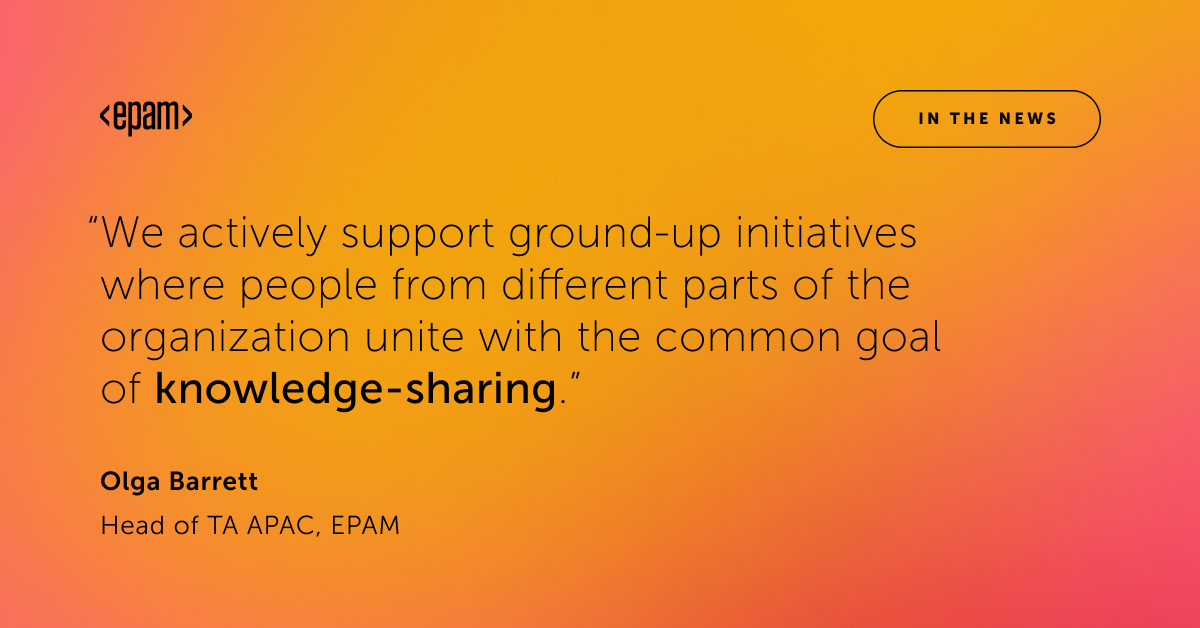 <epam>
IN THE NEWS
“We actively support ground-up initiatives
where people from different parts of the
organization unite with the common goal
of knowledge-sharing.”
Olga Barrett
Head of TA APAC, EPAM